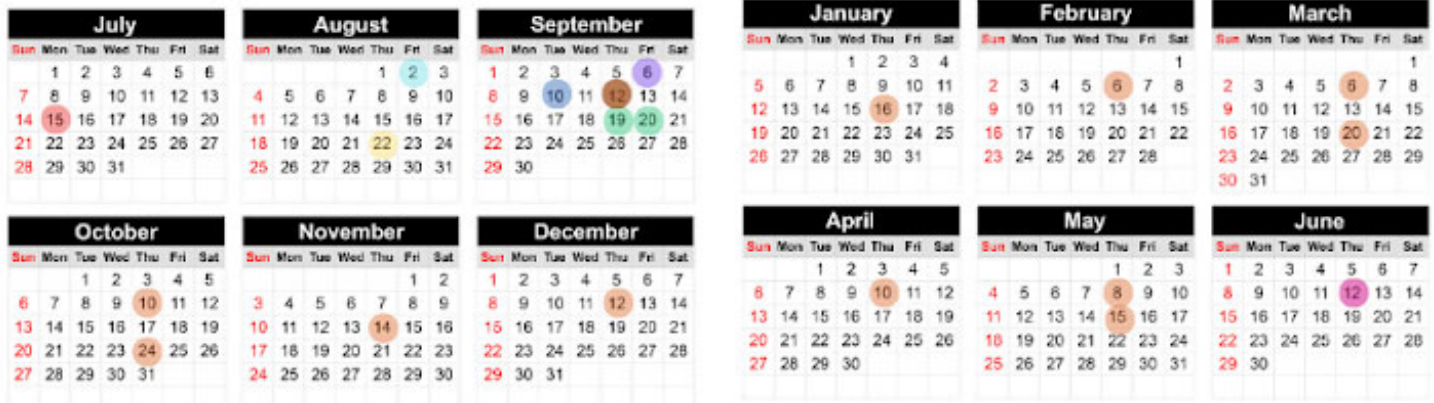 July
Sun Mon Tue Wed Thu Fri Sat
1 2 3 4 5 6
7 8 9 10 11 12 13
14 15 16 17 18 19 20
21 22 23 24 25 26 27
28 29 30 31
August
Sun Mon Tue Wed Thu Fri Sat
1 2 3
4 5 6 7 8 9 10
11 12 13 14 15 16 17
18 19 20 21 22 23 24
25 26 27 28 29 30 31
September
Sun Mon Tue Wed Thu Fri Sat
1 2 3 4 5 6 7
8 9 10 11 12 13 14
15 16 17 18 19 20 21
22 23 24 25 26 27 28
29 30
October
Sun Mon Tue Wed Thu Fri Sat
1 2 3 4 5
6 7 8 9 10 11 12
13 14 15 16 17 18 19
20 21 22 23 24 25 26
27 28 29 30 31
November
Sun Mon Tue Wed Thu Fri Sat
1 2
3 4 5 6 7 8 9
10 11 12 13 14 15 16
17 18 19 20 21 22 23
24 25 26 27 28 29 30
December
Sun Mon Tue Wed Thu Fri Sat
1 2 3 4 5 6 7
8 9 10 11 12 13 14
15 16 17 18 19 20 21
22 23 24 25 26 27 28
29 30 31
January
Sun Mon Tue Wed Thu Fri Sat
1 2 3 4
5 6 7 8 9 10 11
12 13 14 15 16 17 18
19 20 21 22 23 24 25
26 27 28 29 30 31
February
Sun Mon Tue Wed Thu Fri Sat
1
2 3 4 5 6 7 8
9 10 11 12 13 14 15
16 17 18 19 20 21 22
23 24 25 26 27 28
March
Sun Mon Tue Wed Thu Fri Sat
1
2 3 4 5 6 7 8
9 10 11 12 13 14 15
16 17 18 19 20 21 22
23 24 25 26 27 28 29
30 31
April
Sun Mon Tue Wed Thu Fri Sat
1 2 3 4 5
6 7 8 9 10 11 12
13 14 15 16 17 18 19
20 21 22 23 24 25 26
27 28 29 30
May
Sun Mon Tue Wed Thu Fri Sat
1 2 3
4 5 6 7 8 9 10
11 12 13 14 15 16 17
18 19 20 21 22 23 24
25 26 27 28 29 30 31
June
Sun Mon Tue Wed Thu Fri Sat
1 2 3 4 5 6 7
8 9 10 11 12 13 14
15 16 17 18 19 20 21
22 23 24 25 26 27 28
29 30